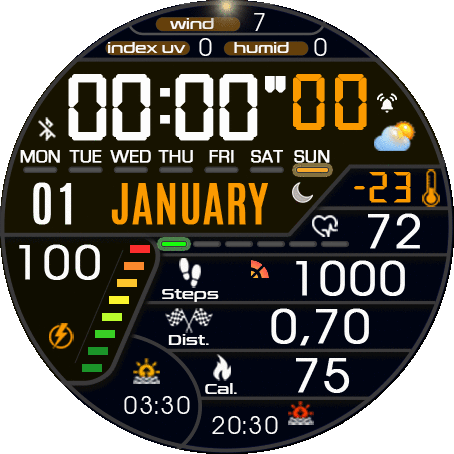 wind 7
index uv 0 humid 0
00:00" 00
MON TUE WED THU FRI SAT SUN
01 JANUARY -23
72
100
Steps 1000
Dist. 0,70
Cal. 75
03:30
20:30